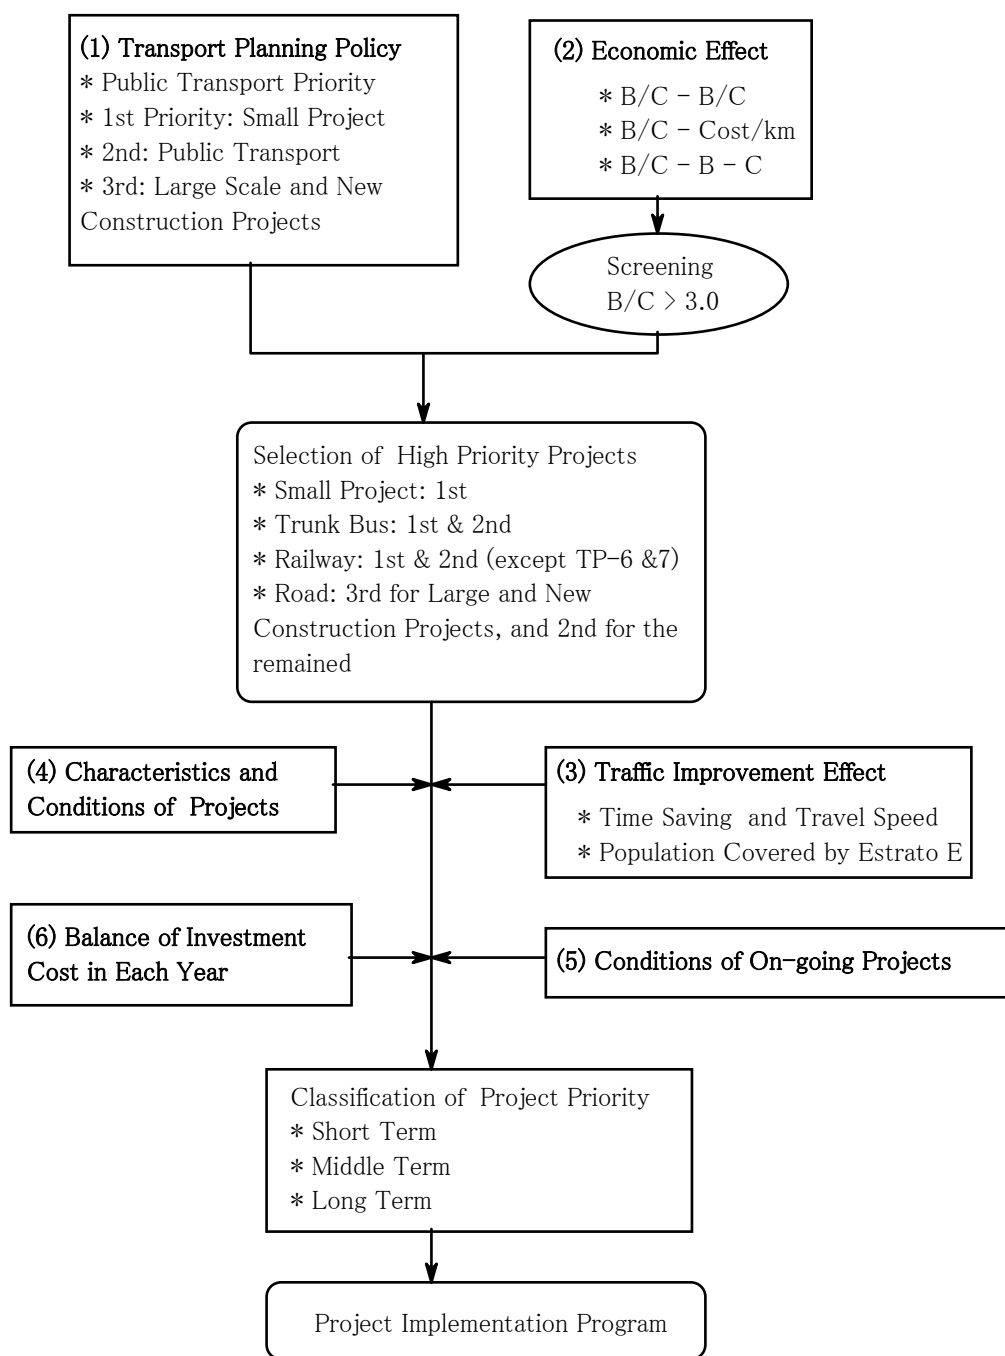 (1) Transport Planning Policy
* Public Transport Priority
* 1st Priority: Small Project
* 2nd: Public Transport
* 3rd: Large Scale and New
Construction Projects
(2) Economic Effect
* B/C - B/C
* B/C - Cost/km
* B/C - B - C
Screening
B/C > 3.0
Selection of High Priority Projects
* Small Project: 1st
* Trunk Bus: 1st & 2nd
* Railway: 1st & 2nd (except TP-6 &7)
* Road: 3rd for Large and New
Construction Projects, and 2nd for the
remained
(4) Characteristics and
Conditions of Projects
(3) Traffic Improvement Effect
* Time Saving and Travel Speed
* Population Covered by Estrato E
(6) Balance of Investment
Cost in Each Year
(5) Conditions of On-going Projects
Classification of Project Priority
* Short Term
* Middle Term
* Long Term
Project Implementation Program